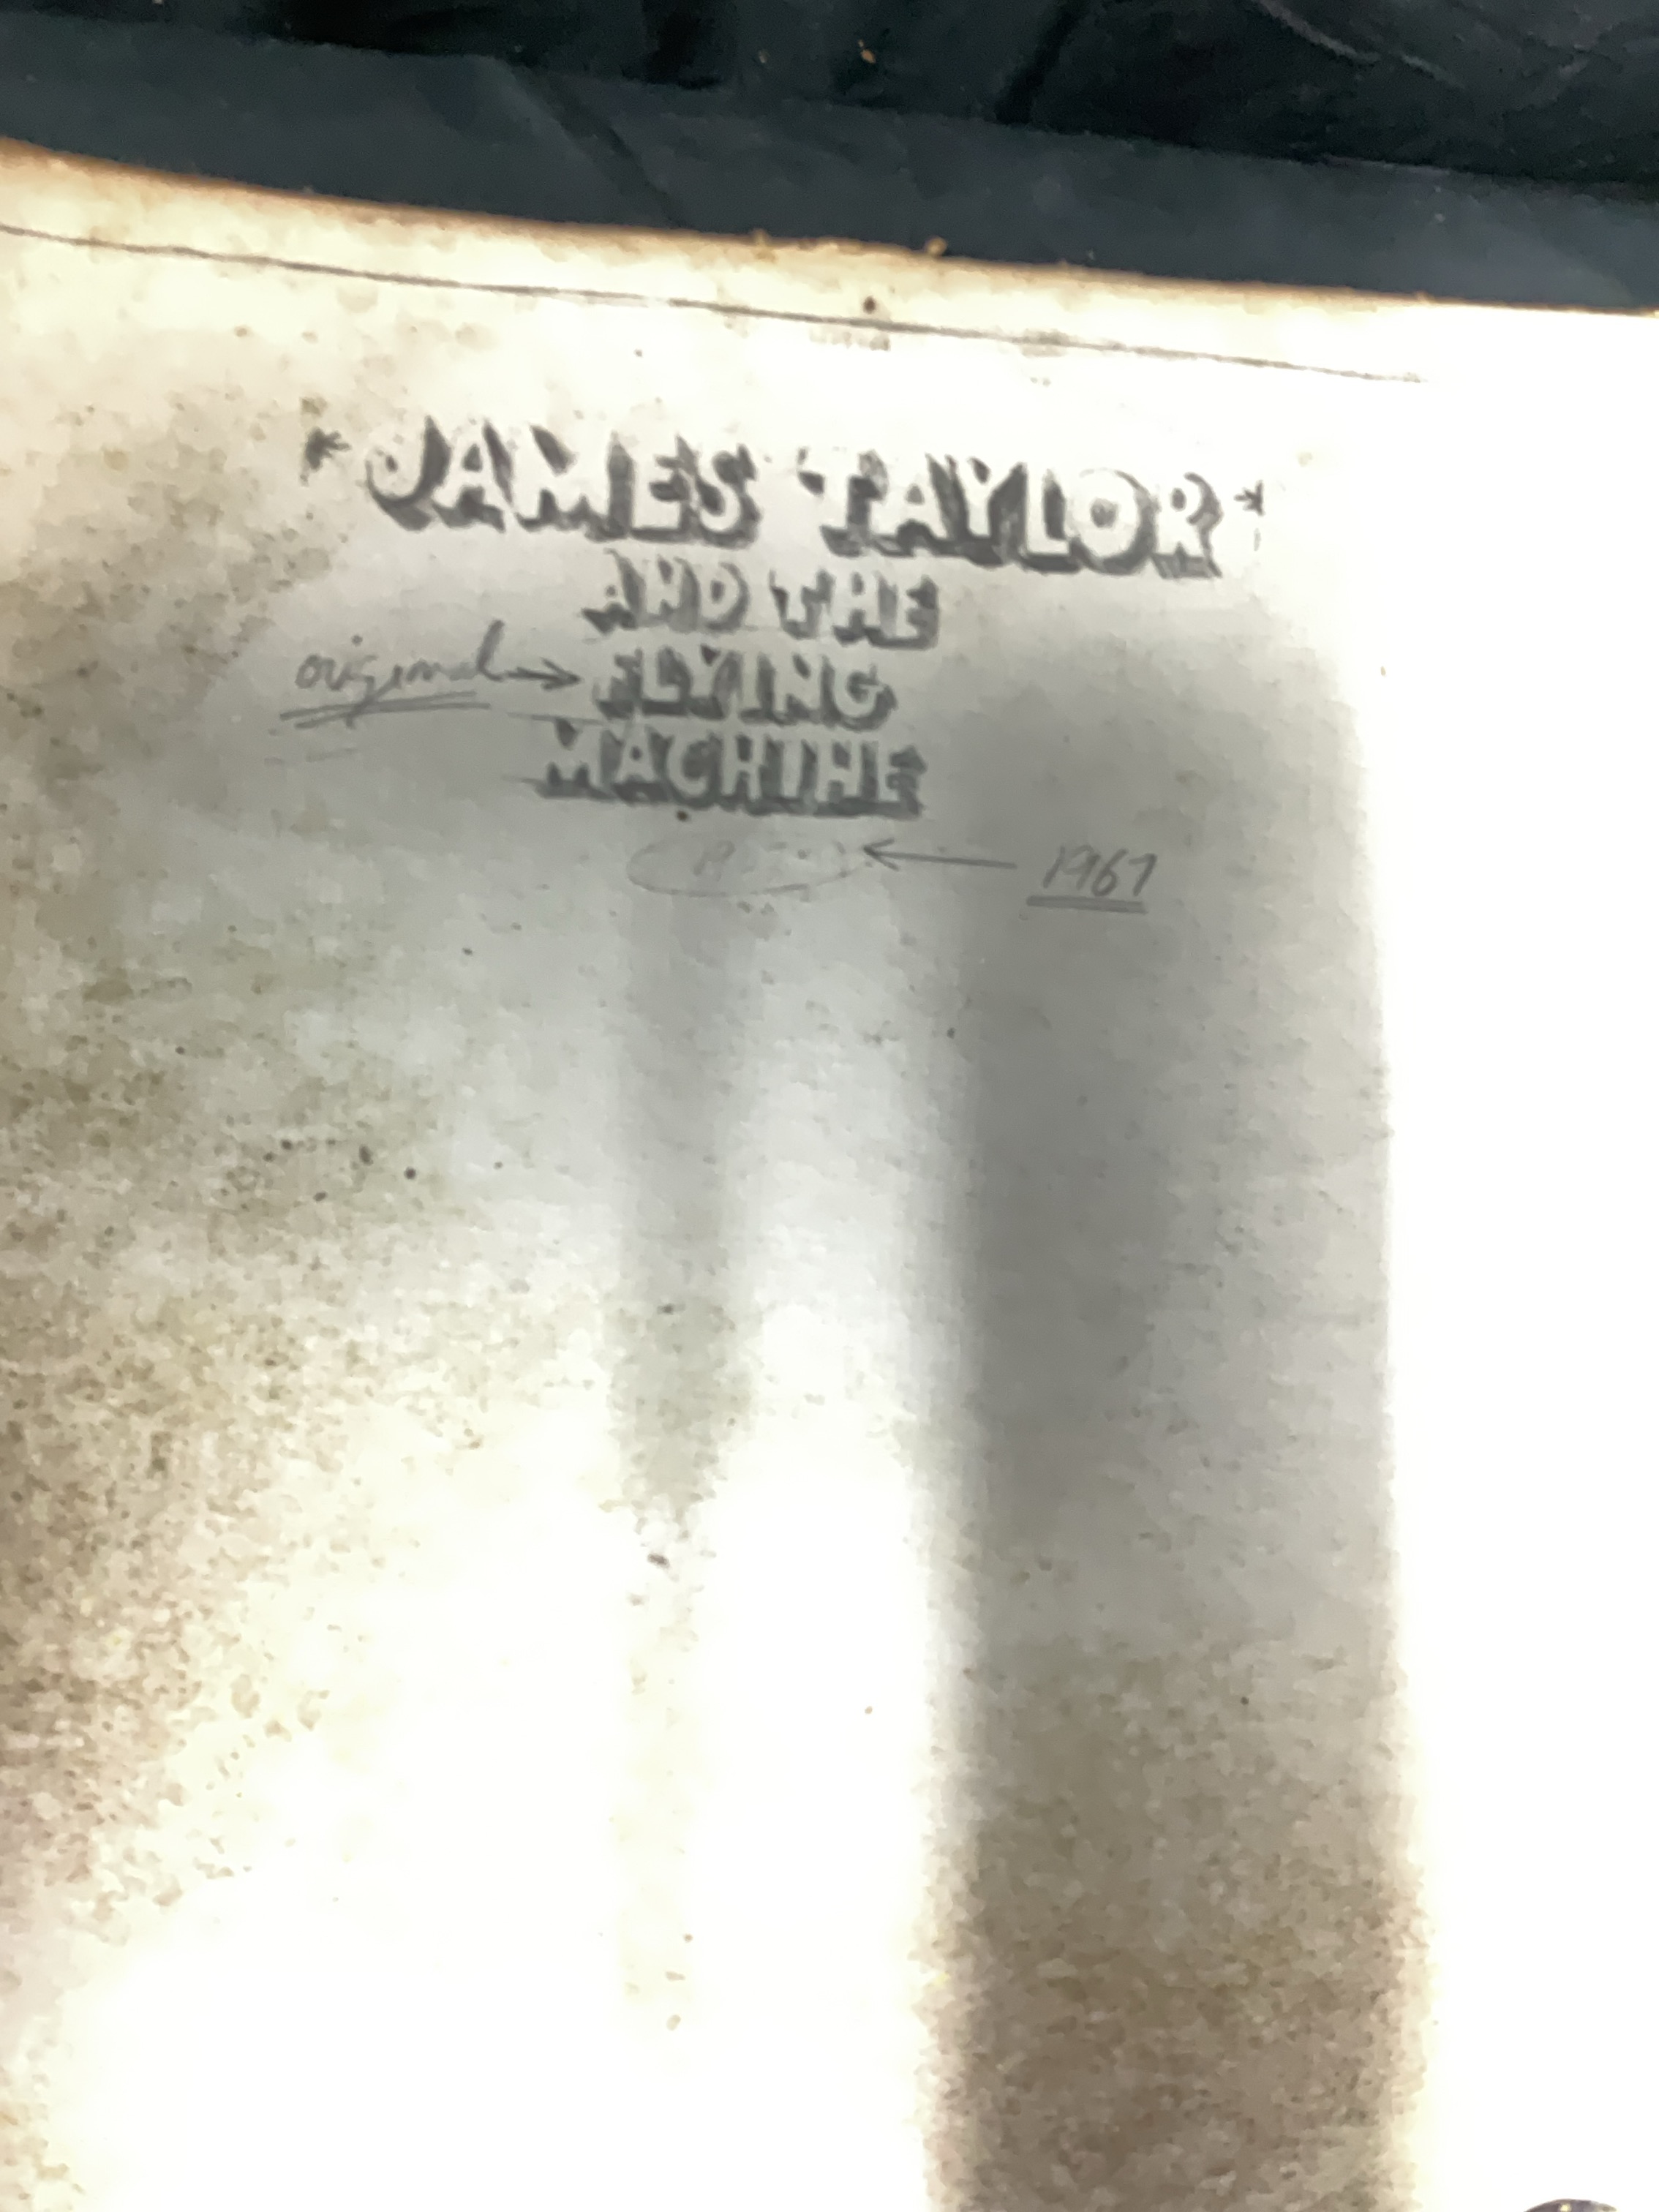 *JAMES TAYLOR*
AND THE
original → FLYING
MACHINE
← 1967